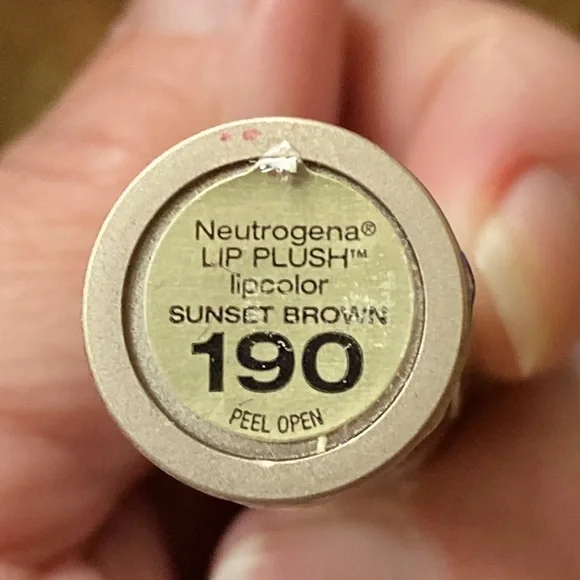 Neutrogena®
LIP PLUSH™
lipcolor
SUNSET BROWN
190
PEEL OPEN